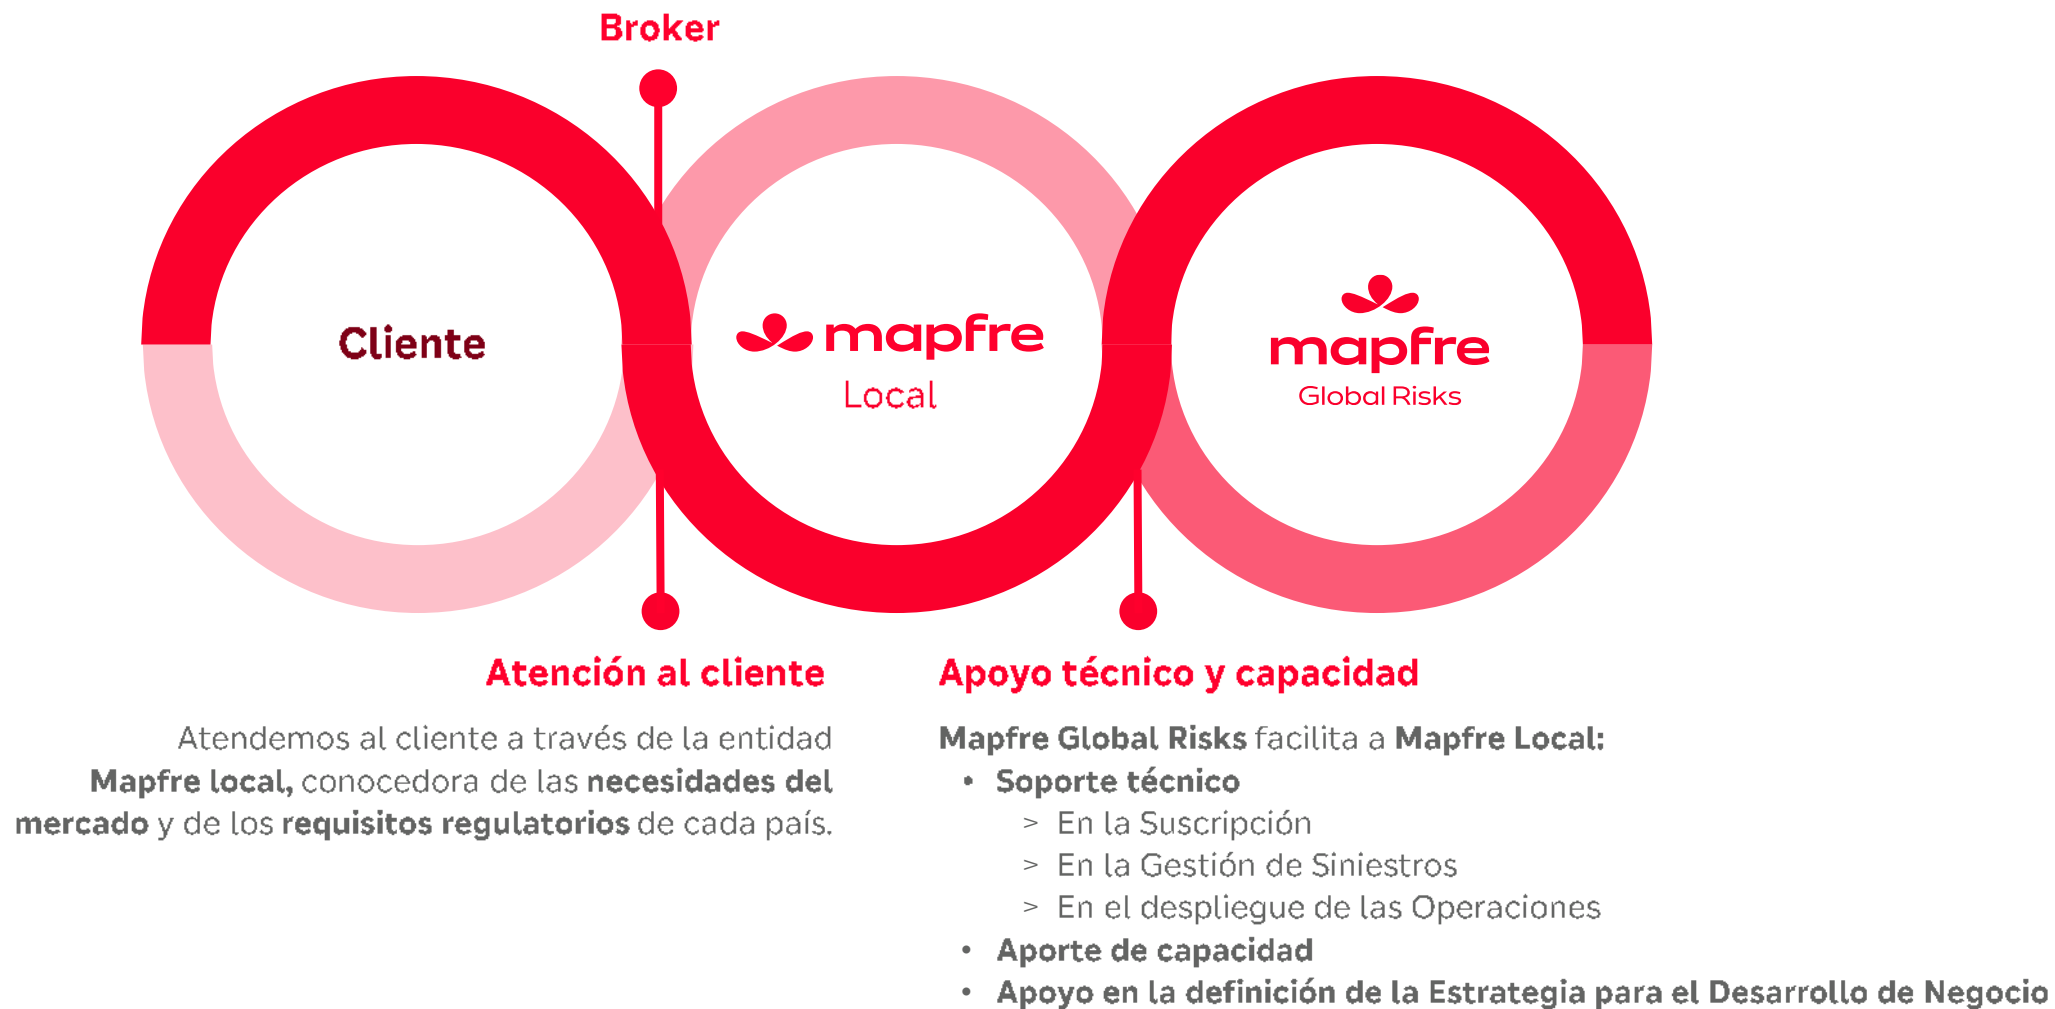 Broker
Cliente
mapfre
Local
mapfre
Global Risks
Atención al cliente
Atendemos al cliente a través de la entidad
Mapfre local, conocedora de las necesidades del
mercado y de los requisitos regulatorios de cada país.
Apoyo técnico y capacidad
Mapfre Global Risks facilita a Mapfre Local:
• Soporte técnico
> En la Suscripción
> En la Gestión de Siniestros
> En el despliegue de las Operaciones
• Aporte de capacidad
• Apoyo en la definición de la Estrategia para el Desarrollo de Negocio